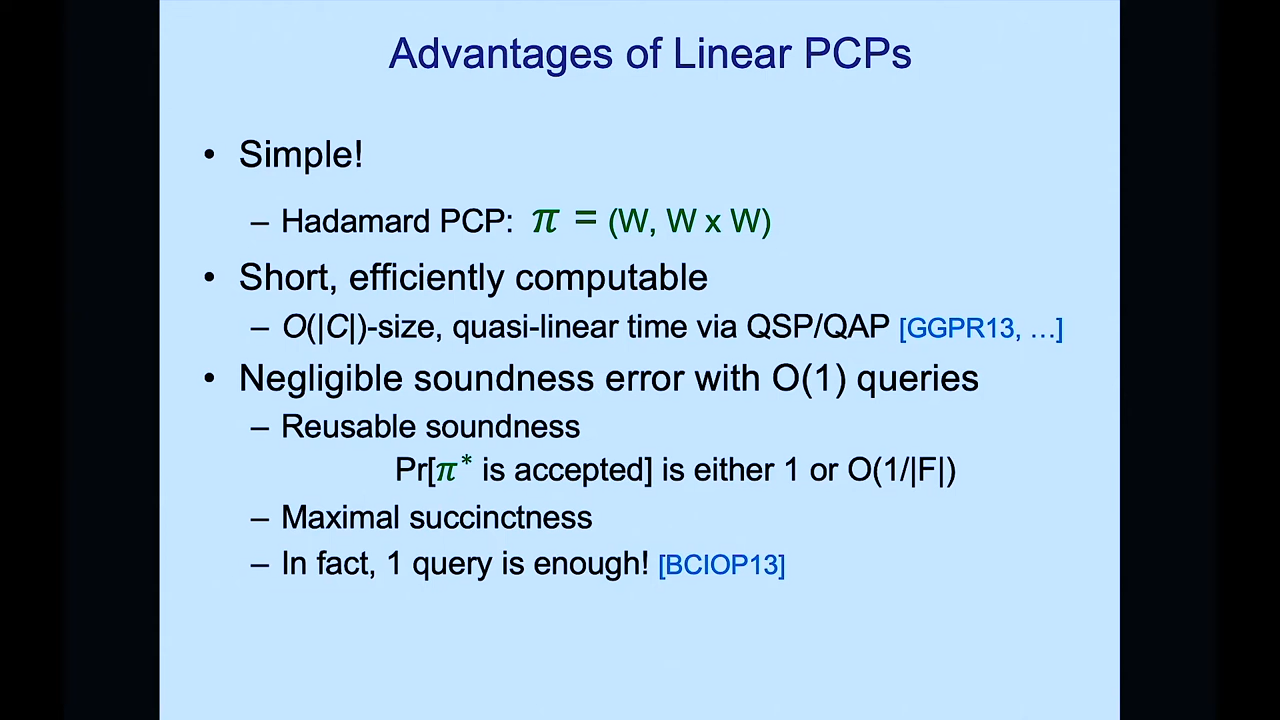 Advantages of Linear PCPs
• Simple!
– Hadamard PCP: π = (W, W x W)
• Short, efficiently computable
– O(|C|)-size, quasi-linear time via QSP/QAP [GGPR13, …]
• Negligible soundness error with O(1) queries
– Reusable soundness
Pr[π* is accepted] is either 1 or O(1/|F|)
– Maximal succinctness
– In fact, 1 query is enough! [BCIOP13]